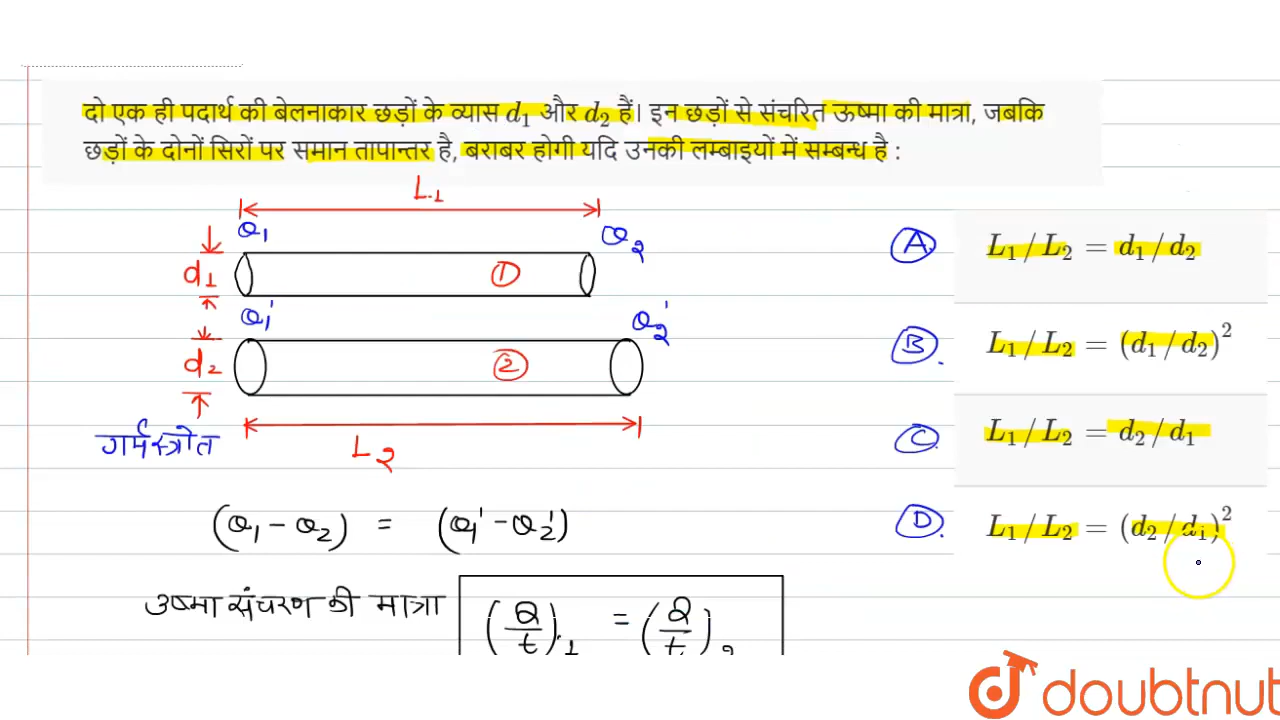 दो एक ही पदार्थ की बेलनाकार छड़ों के व्यास d₁ और d₂ हैं। इन छड़ों से संचरित ऊष्मा की मात्रा, जबकि
छड़ों के दोनों सिरों पर समान तापान्तर है, बराबर होगी यदि उनकी लम्बाइयों में सम्बन्ध है :
L₁
θ₁ θ₂
d₁ ①
θ₁' θ₂'
d₂ ②
गर्मस्त्रोत
L₂
(θ₁ - θ₂) = (θ₁' - θ₂')
उष्मा संचरण की मात्रा (Q/t)₁ = (Q/t)₂
A. L₁/L₂ = d₁/d₂
B. L₁/L₂ = (d₁/d₂)²
C. L₁/L₂ = d₂/d₁
D. L₁/L₂ = (d₂/d₁)²
doubtnut